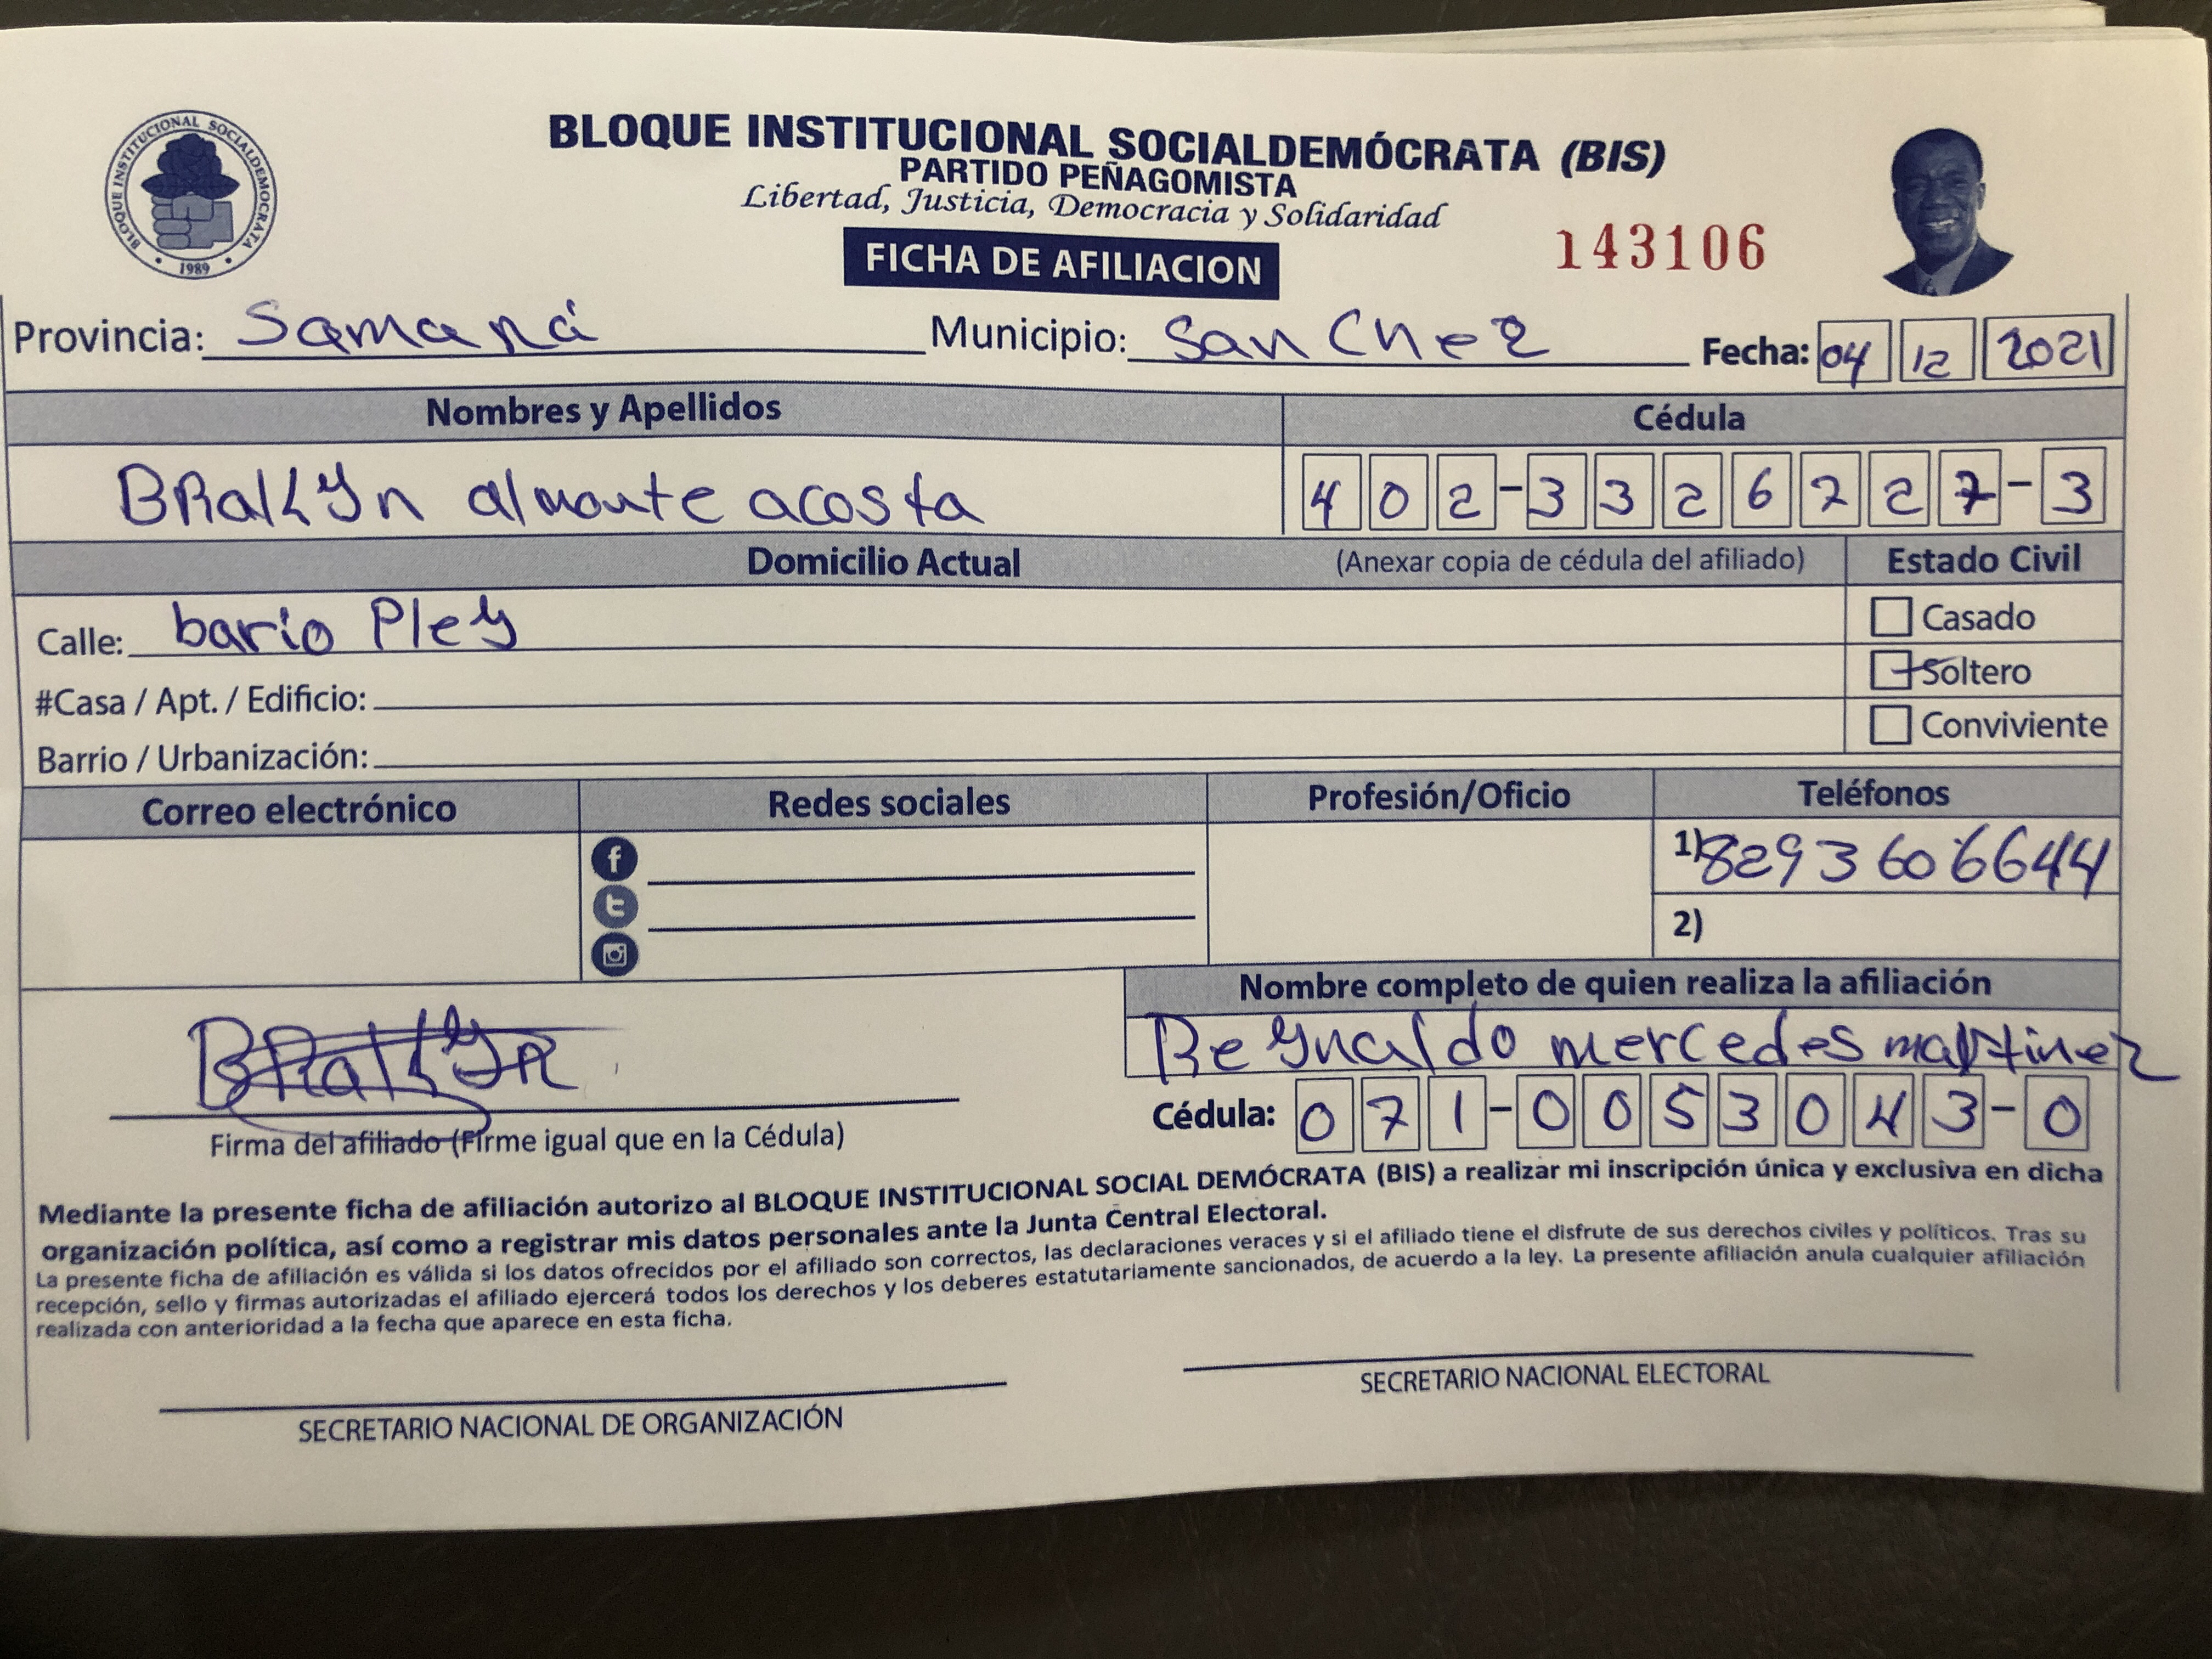 BLOQUE INSTITUCIONAL SOCIALDEMOCRATA
1989
BLOQUE INSTITUCIONAL SOCIALDEMÓCRATA (BIS)
PARTIDO PEÑAGOMISTA
Libertad, Justicia, Democracia y Solidaridad
FICHA DE AFILIACION
143106
Provincia: Samaná Municipio: San Chez Fecha: 04 12 2021
Nombres y Apellidos Cédula
BRalkYn almonte acosta 402-3326727-3
Domicilio Actual (Anexar copia de cédula del afiliado) Estado Civil
Calle: bario Pley Casado
Soltero
#Casa / Apt. / Edificio:
Conviviente
Barrio / Urbanización:
Correo electrónico Redes sociales Profesión/Oficio Teléfonos
1) 8293606644
2)
Nombre completo de quien realiza la afiliación
BRalkYn Reynaldo mercedes martinez
Cédula: 071-0053043-0
Firma del afiliado (Firme igual que en la Cédula)
Mediante la presente ficha de afiliación autorizo al BLOQUE INSTITUCIONAL SOCIAL DEMÓCRATA (BIS) a realizar mi inscripción única y exclusiva en dicha
organización política, así como a registrar mis datos personales ante la Junta Central Electoral.
La presente ficha de afiliación es válida si los datos ofrecidos por el afiliado son correctos, las declaraciones veraces y si el afiliado tiene el disfrute de sus derechos civiles y políticos. Tras su
recepción, sello y firmas autorizadas el afiliado ejercerá todos los derechos y los deberes estatutariamente sancionados, de acuerdo a la ley. La presente afiliación anula cualquier afiliación
realizada con anterioridad a la fecha que aparece en esta ficha.
SECRETARIO NACIONAL DE ORGANIZACIÓN
SECRETARIO NACIONAL ELECTORAL